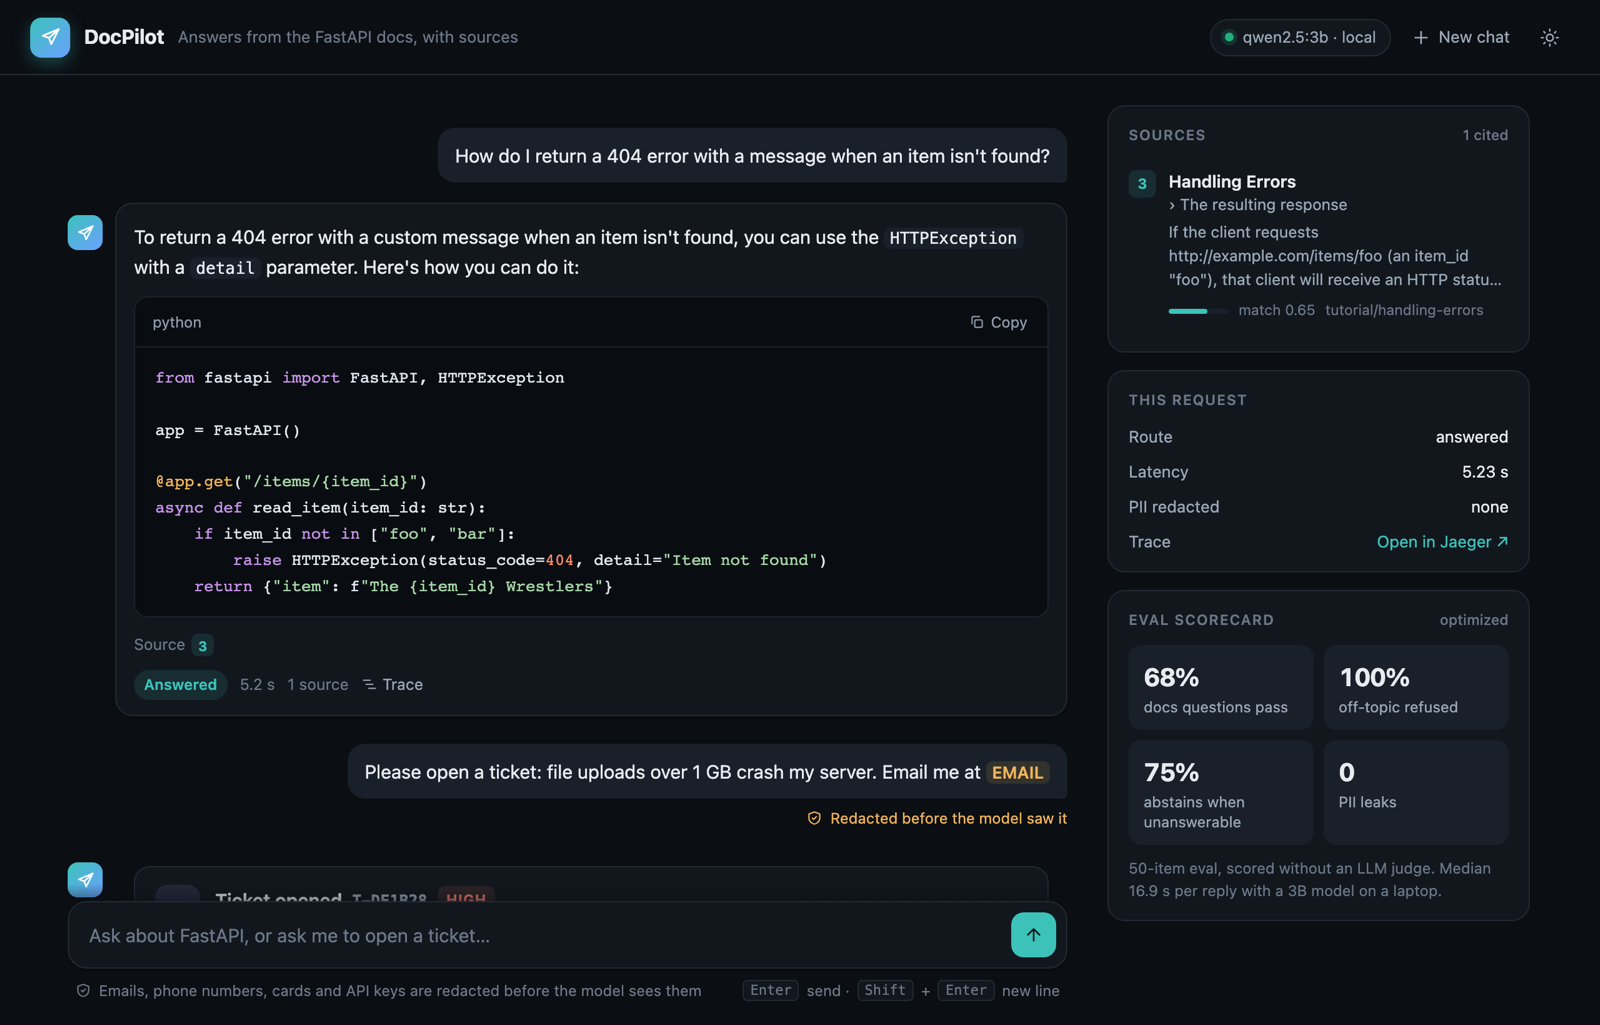 DocPilot Answers from the FastAPI docs, with sources
qwen2.5:3b · local
+ New chat
How do I return a 404 error with a message when an item isn't found?
To return a 404 error with a custom message when an item isn't found, you can use the HTTPException
with a detail parameter. Here's how you can do it:
python
Copy
from fastapi import FastAPI, HTTPException
app = FastAPI()
@app.get("/items/{item_id}")
async def read_item(item_id: str):
    if item_id not in ["foo", "bar"]:
        raise HTTPException(status_code=404, detail="Item not found")
    return {"item": f"The {item_id} Wrestlers"}
Source 3
Answered 5.2 s 1 source Trace
Please open a ticket: file uploads over 1 GB crash my server. Email me at EMAIL
Redacted before the model saw it
Ticket opened HIGH
Ask about FastAPI, or ask me to open a ticket...
Emails, phone numbers, cards and API keys are redacted before the model sees them
Enter send · Shift + Enter new line
SOURCES
1 cited
3 Handling Errors
› The resulting response
If the client requests
http://example.com/items/foo (an item_id
"foo"), that client will receive an HTTP statu...
match 0.65 tutorial/handling-errors
THIS REQUEST
Route answered
Latency 5.23 s
PII redacted none
Trace Open in Jaeger ↗
EVAL SCORECARD
optimized
68%
docs questions pass
100%
off-topic refused
75%
abstains when
unanswerable
0
PII leaks
50-item eval, scored without an LLM judge. Median
16.9 s per reply with a 3B model on a laptop.